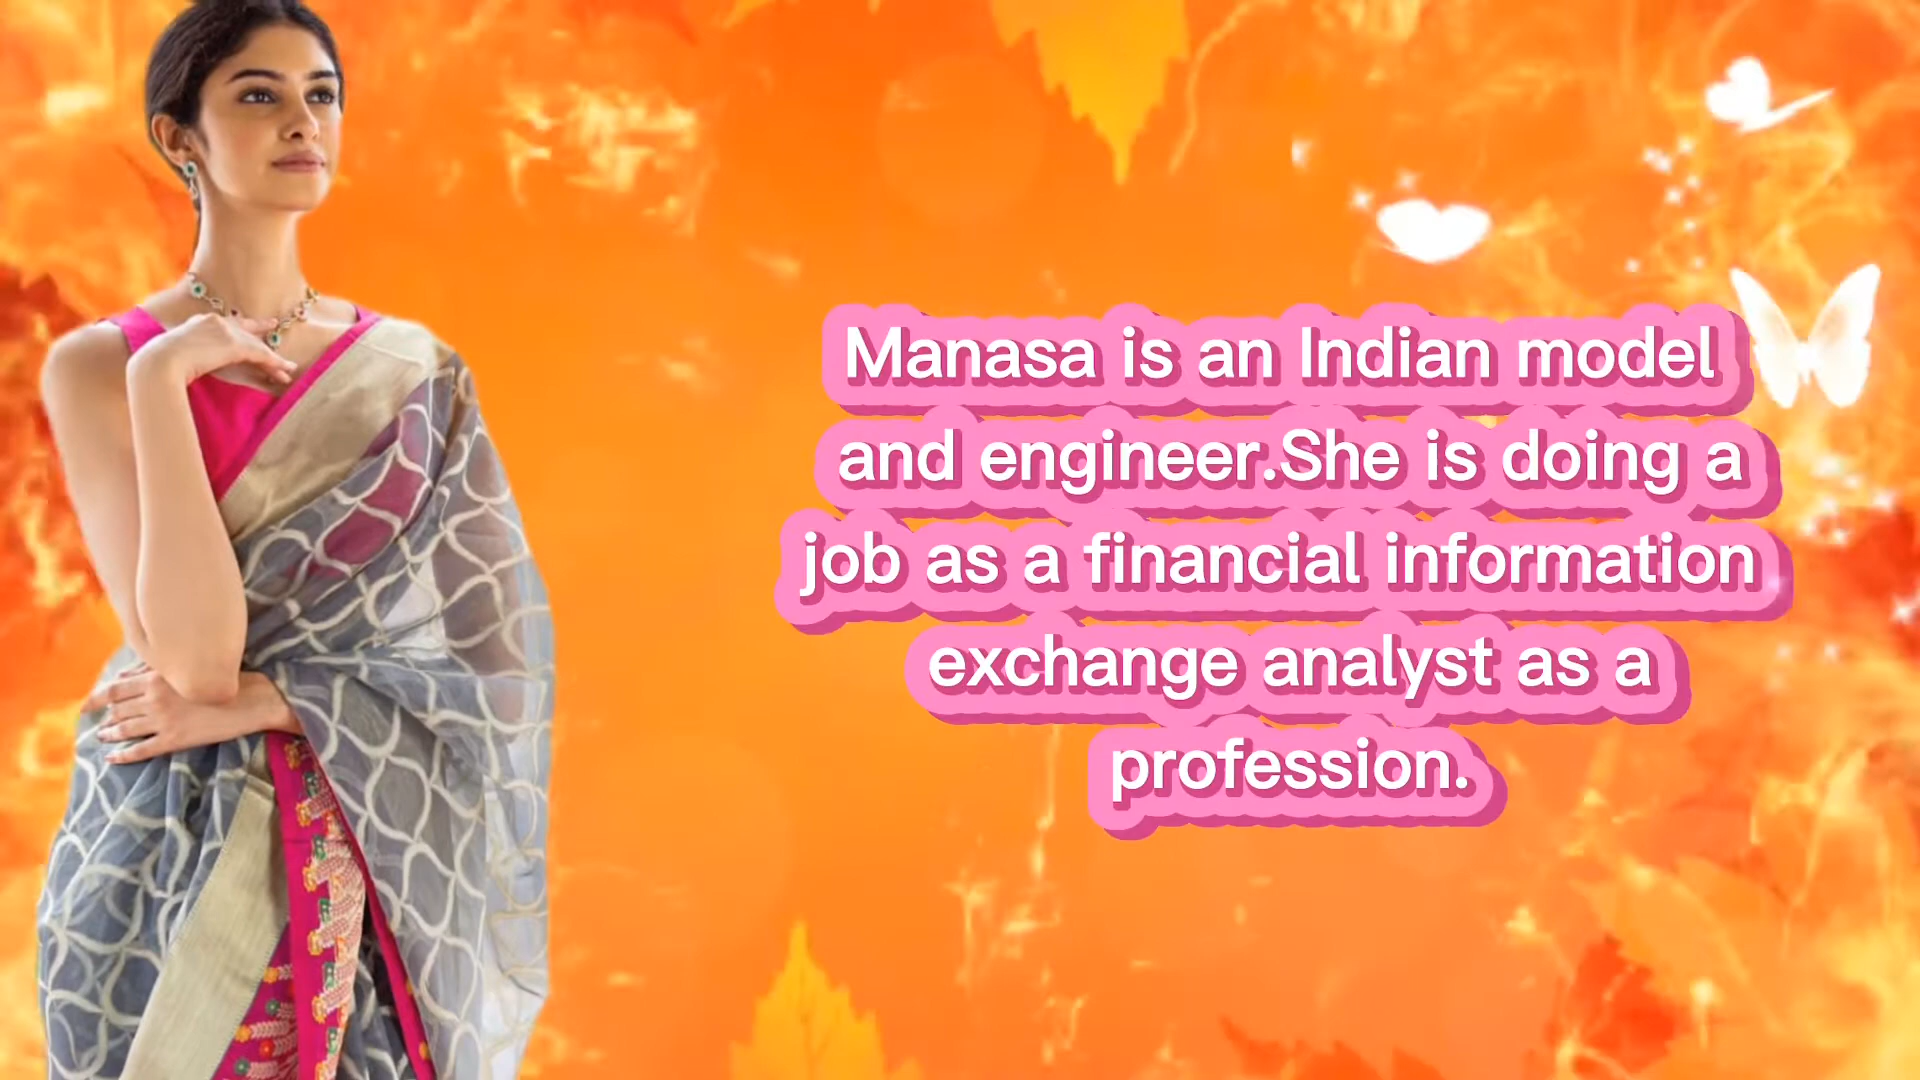 Manasa is an Indian model
and engineer.She is doing a
job as a financial information
exchange analyst as a
profession.